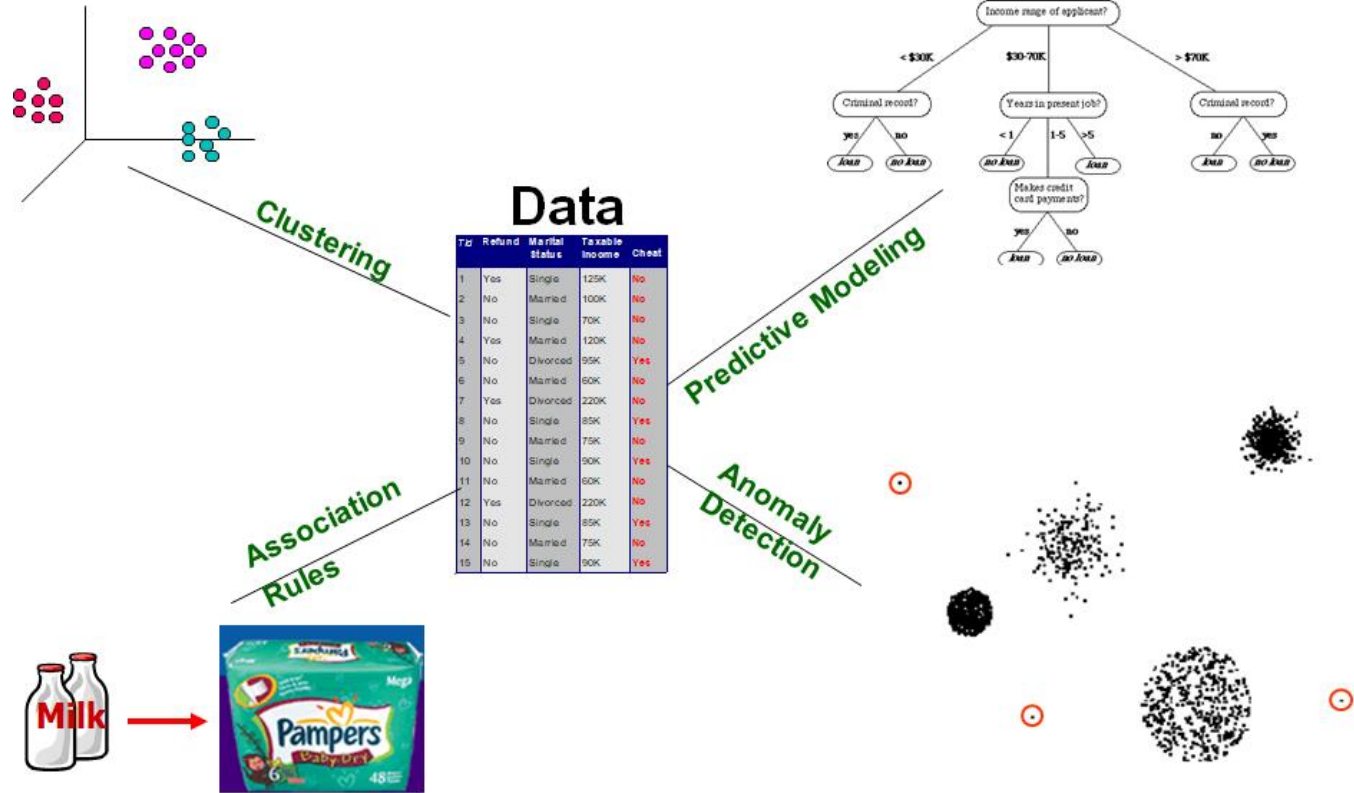 Income range of applicant?
< $30K
$30-70K
> $70K
Criminal record?
Years in present job?
Criminal record?
yes
no
< 1
1-5
>5
no
yes
loan
no loan
no loan
loan
loan
no loan
Makes credit
card payments?
yes
no
loan
no loan
Clustering
Data
Predictive Modeling
Tid Refund Marital Status Taxable Income Cheat
1 Yes Single 125K No
2 No Married 100K No
3 No Single 70K No
4 Yes Married 120K No
5 No Divorced 95K Yes
6 No Married 60K No
7 Yes Divorced 220K No
8 No Single 85K Yes
9 No Married 75K No
10 No Single 90K Yes
11 No Married 60K No
12 Yes Divorced 220K No
13 No Single 85K Yes
14 No Married 75K No
15 No Single 90K Yes
Association
Rules
Anomaly
Detection
Milk
Pampers
Mega
Pampers
Baby Dry
6
48